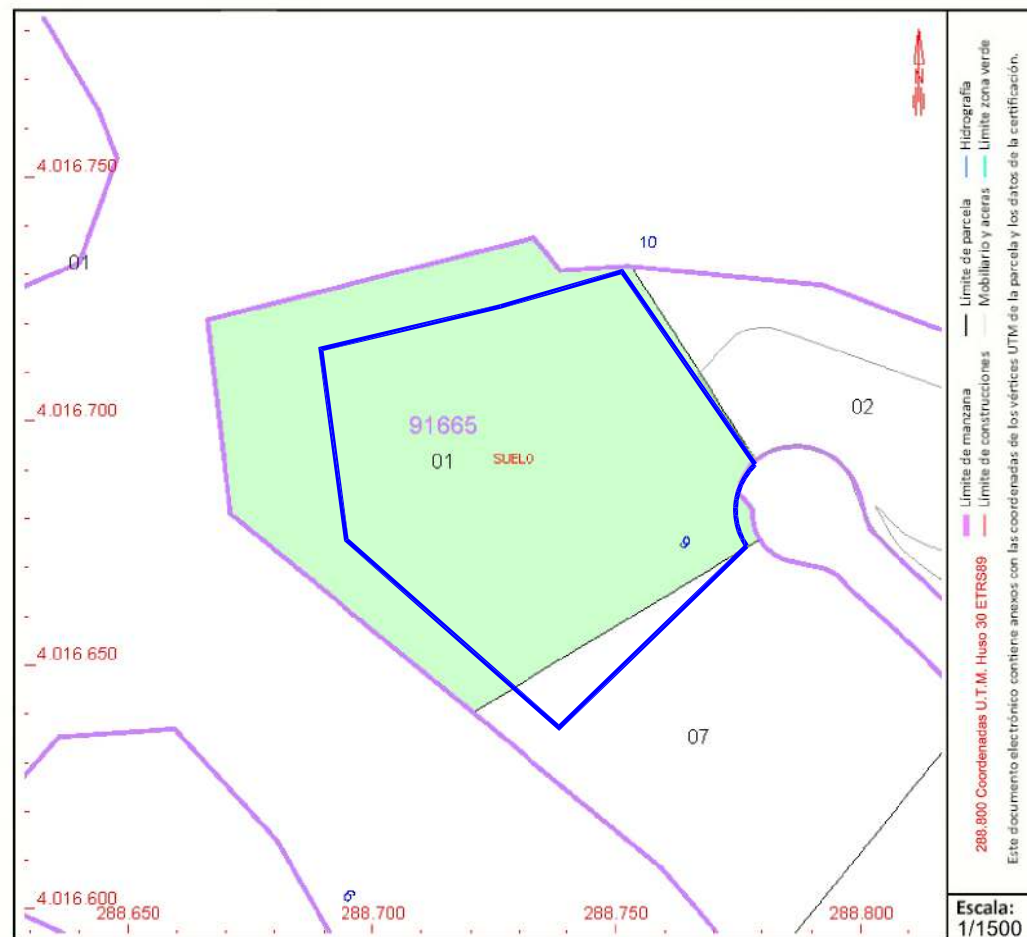 4.016.750
4.016.700
4.016.650
4.016.600
288.650
288.700
288.750
288.800
01
10
02
91665
01
SUELO
9
07
6
N
Límite de manzana
Límite de parcela
Hidrografía
Límite de construcciones
Mobiliario y aceras
Límite zona verde
288.800 Coordenadas U.T.M. Huso 30 ETRS89
Este documento electrónico contiene anexos con las coordenadas de los vértices UTM de la parcela y los datos de la certificación.
Escala:
1/1500